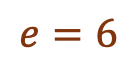 e = 6